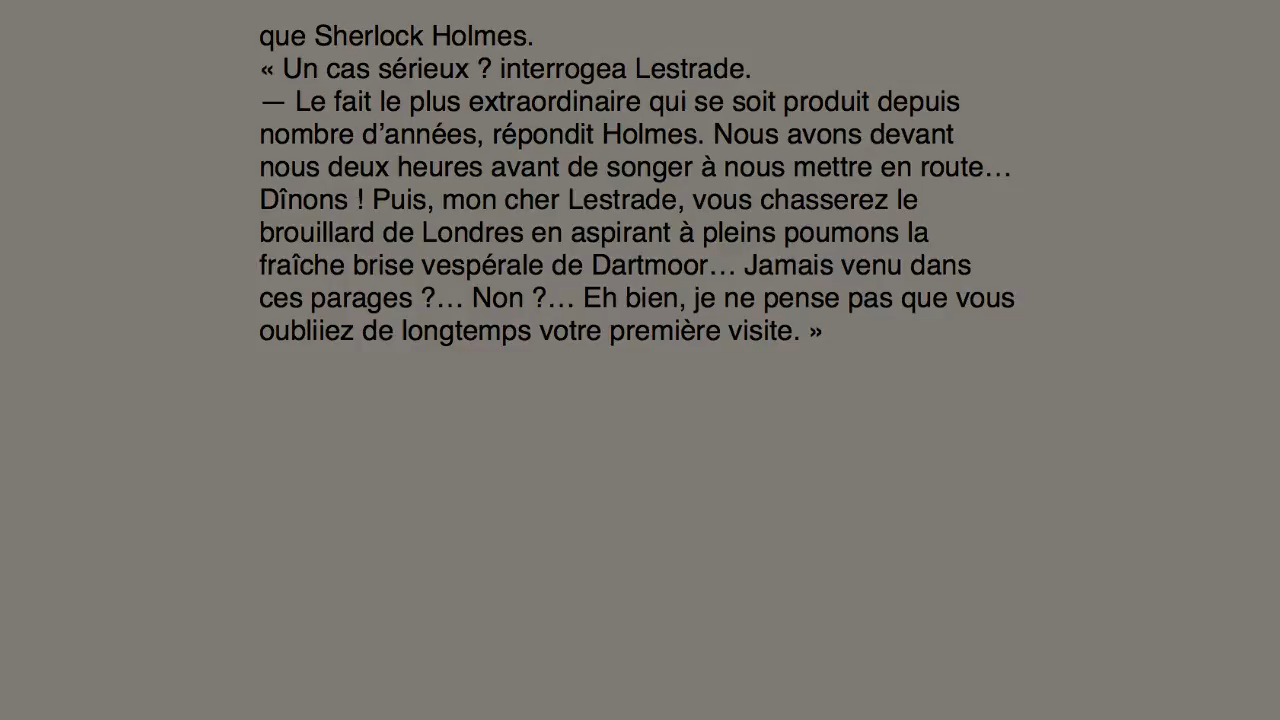 que Sherlock Holmes.
« Un cas sérieux ? interrogea Lestrade.
— Le fait le plus extraordinaire qui se soit produit depuis
nombre d’années, répondit Holmes. Nous avons devant
nous deux heures avant de songer à nous mettre en route…
Dînons ! Puis, mon cher Lestrade, vous chasserez le
brouillard de Londres en aspirant à pleins poumons la
fraîche brise vespérale de Dartmoor… Jamais venu dans
ces parages ?… Non ?… Eh bien, je ne pense pas que vous
oubliiez de longtemps votre première visite. »